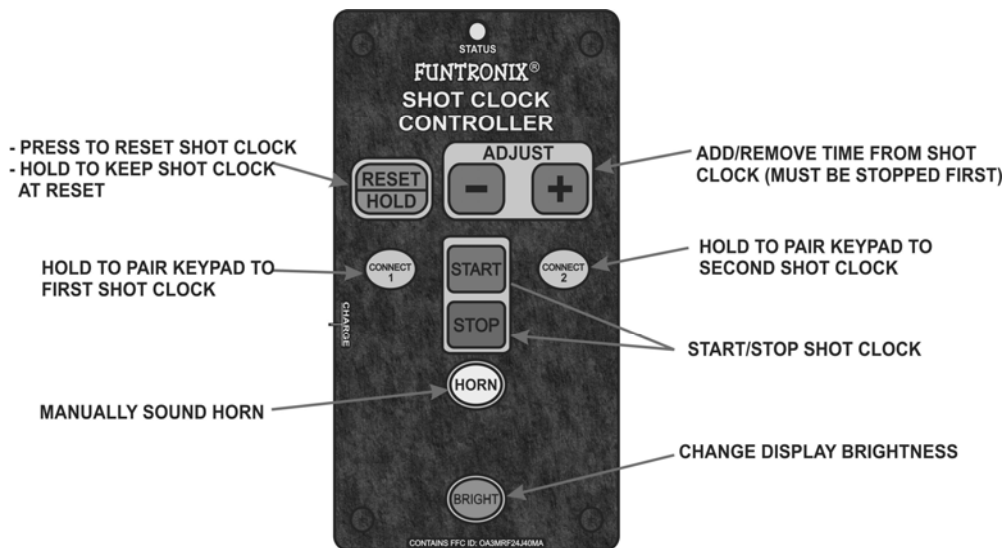 STATUS
FUNTRONIX®
SHOT CLOCK
CONTROLLER
- PRESS TO RESET SHOT CLOCK
- HOLD TO KEEP SHOT CLOCK
AT RESET
RESET
HOLD
ADJUST
-
+
ADD/REMOVE TIME FROM SHOT
CLOCK (MUST BE STOPPED FIRST)
HOLD TO PAIR KEYPAD TO
FIRST SHOT CLOCK
CONNECT
1
START
CONNECT
2
HOLD TO PAIR KEYPAD TO
SECOND SHOT CLOCK
CHARGE
STOP
START/STOP SHOT CLOCK
MANUALLY SOUND HORN
HORN
CHANGE DISPLAY BRIGHTNESS
BRIGHT
CONTAINS FFC ID: OA3MRF24J40MA